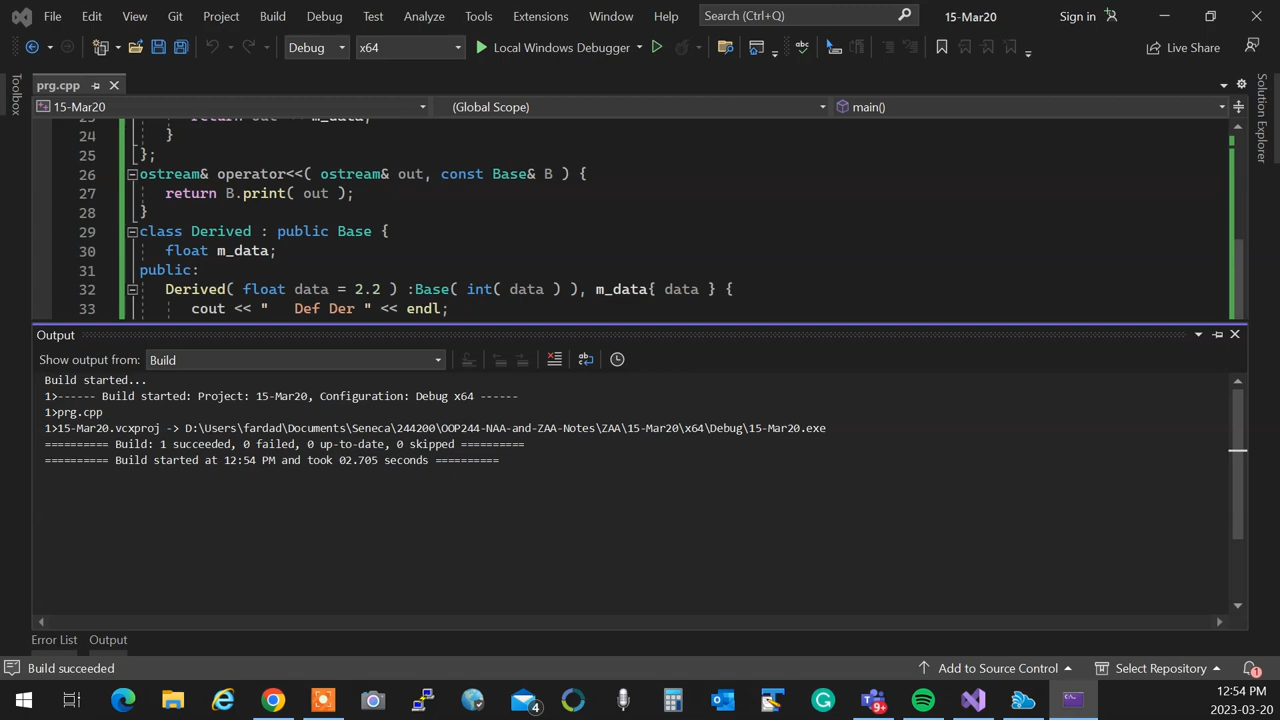 File Edit View Git Project Build Debug Test Analyze Tools Extensions Window Help Search (Ctrl+Q) 15-Mar20 Sign in
Debug x64 Local Windows Debugger Live Share
Toolbox
prg.cpp
15-Mar20 (Global Scope) main()
Solution Explorer
24 }
25 };
26 ostream& operator<<( ostream& out, const Base& B ) {
27 return B.print( out );
28 }
29 class Derived : public Base {
30 float m_data;
31 public:
32 Derived( float data = 2.2 ) :Base( int( data ) ), m_data{ data } {
33 cout << "   Def Der " << endl;
Output
Show output from: Build
Build started...
1>------ Build started: Project: 15-Mar20, Configuration: Debug x64 ------
1>prg.cpp
1>15-Mar20.vcxproj -> D:\Users\fardad\Documents\Seneca\244200\OOP244-NAA-and-ZAA-Notes\ZAA\15-Mar20\x64\Debug\15-Mar20.exe
========== Build: 1 succeeded, 0 failed, 0 up-to-date, 0 skipped ==========
========== Build started at 12:54 PM and took 02.705 seconds ==========
Error List Output
Build succeeded Add to Source Control Select Repository 1
4 9+ 12:54 PM
2023-03-20